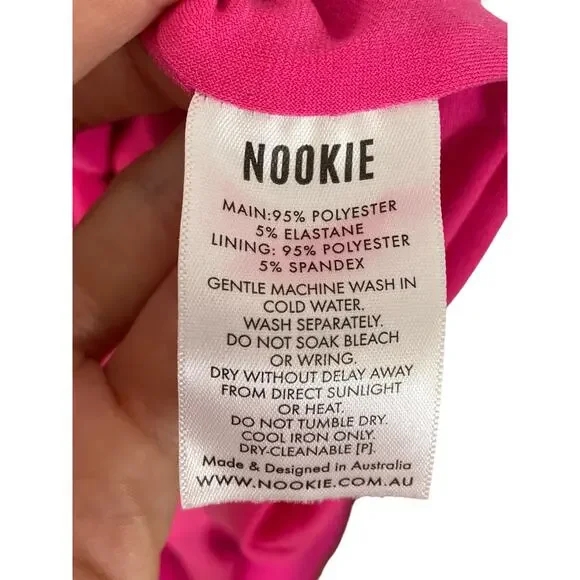 NOOKIE
MAIN:95% POLYESTER
5% ELASTANE
LINING: 95% POLYESTER
5% SPANDEX
GENTLE MACHINE WASH IN
COLD WATER.
WASH SEPARATELY.
DO NOT SOAK BLEACH
OR WRING.
DRY WITHOUT DELAY AWAY
FROM DIRECT SUNLIGHT
OR HEAT.
DO NOT TUMBLE DRY.
COOL IRON ONLY.
DRY-CLEANABLE [P].
Made & Designed in Australia
WWW.NOOKIE.COM.AU